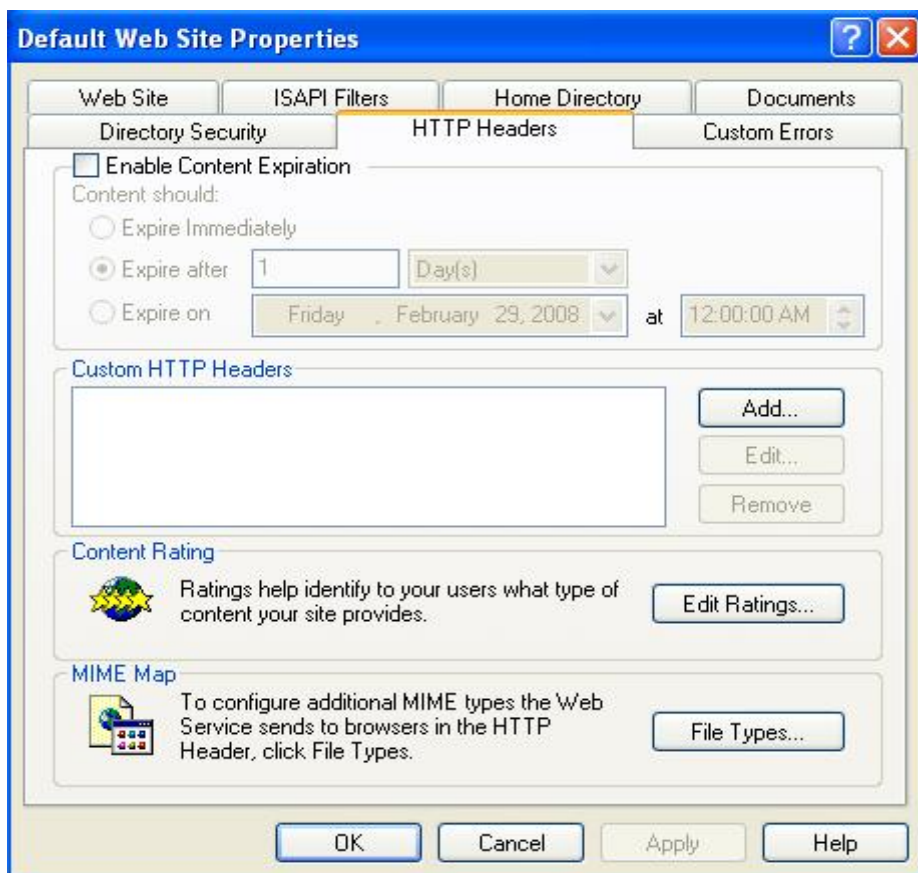 Default Web Site Properties
Web Site ISAPI Filters Home Directory Documents
Directory Security HTTP Headers Custom Errors
Enable Content Expiration
Content should:
Expire Immediately
Expire after 1 Day(s)
Expire on Friday , February 29, 2008 at 12:00:00 AM
Custom HTTP Headers
Add...
Edit...
Remove
Content Rating
Ratings help identify to your users what type of
content your site provides.
Edit Ratings...
MIME Map
To configure additional MIME types the Web
Service sends to browsers in the HTTP
Header, click File Types.
File Types...
OK Cancel Apply Help